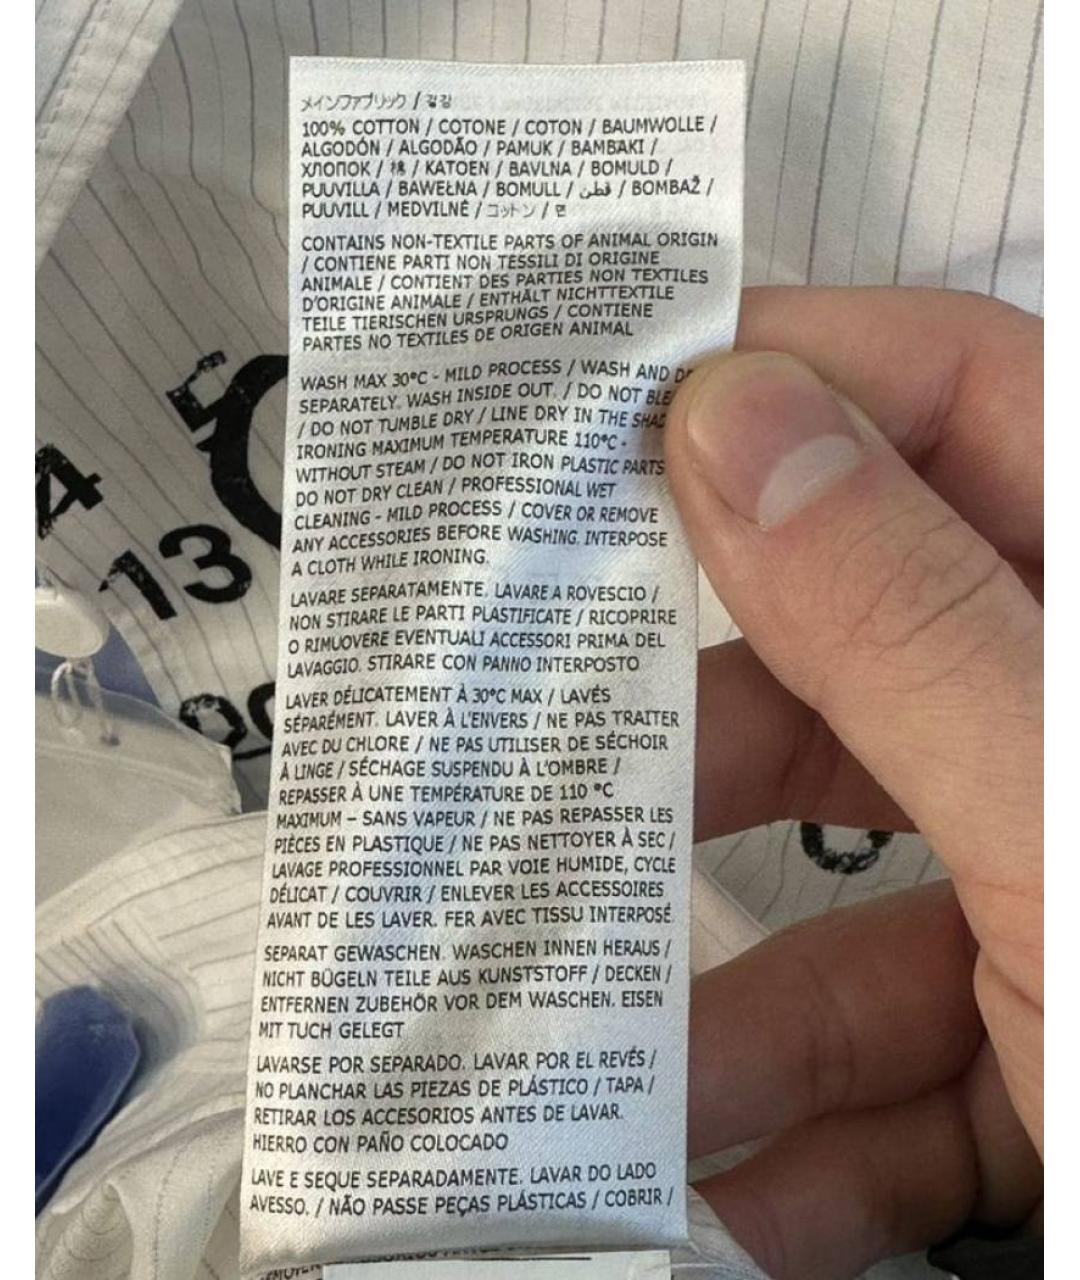 メインファブリック / 겉감
100% COTTON / COTONE / COTON / BAUMWOLLE /
ALGODÓN / ALGODÃO / PAMUK / BAMBAKI /
ХЛОПОК / 棉 / KATOEN / BAVLNA / BOMULD /
PUUVILLA / BAWEŁNA / BOMULL / قطن / BOMBAŽ /
PUUVILL / MEDVILNĖ / コットン / 면
CONTAINS NON-TEXTILE PARTS OF ANIMAL ORIGIN
/ CONTIENE PARTI NON TESSILI DI ORIGINE
ANIMALE / CONTIENT DES PARTIES NON TEXTILES
D'ORIGINE ANIMALE / ENTHÄLT NICHTTEXTILE
TEILE TIERISCHEN URSPRUNGS / CONTIENE
PARTES NO TEXTILES DE ORIGEN ANIMAL
WASH MAX 30°C - MILD PROCESS / WASH AND
SEPARATELY. WASH INSIDE OUT. / DO NOT
/ DO NOT TUMBLE DRY / LINE DRY IN THE
IRONING MAXIMUM TEMPERATURE 110°C -
WITHOUT STEAM / DO NOT IRON PLASTIC PARTS
DO NOT DRY CLEAN / PROFESSIONAL WET
CLEANING - MILD PROCESS / COVER OR REMOVE
ANY ACCESSORIES BEFORE WASHING. INTERPOSE
A CLOTH WHILE IRONING.
LAVARE SEPARATAMENTE. LAVARE A ROVESCIO /
NON STIRARE LE PARTI PLASTIFICATE / RICOPRIRE
O RIMUOVERE EVENTUALI ACCESSORI PRIMA DEL
LAVAGGIO. STIRARE CON PANNO INTERPOSTO
LAVER DÉLICATEMENT À 30°C MAX / LAVÉS
SÉPARÉMENT. LAVER À L'ENVERS / NE PAS TRAITER
AVEC DU CHLORE / NE PAS UTILISER DE SÉCHOIR
À LINGE / SÉCHAGE SUSPENDU À L'OMBRE /
REPASSER À UNE TEMPÉRATURE DE 110 °C
MAXIMUM – SANS VAPEUR / NE PAS REPASSER LES
PIÈCES EN PLASTIQUE / NE PAS NETTOYER À SEC /
LAVAGE PROFESSIONNEL PAR VOIE HUMIDE, CYCLE
DÉLICAT / COUVRIR / ENLEVER LES ACCESSOIRES
AVANT DE LES LAVER. FER AVEC TISSU INTERPOSÉ.
SEPARAT GEWASCHEN. WASCHEN INNEN HERAUS /
NICHT BÜGELN TEILE AUS KUNSTSTOFF / DECKEN /
ENTFERNEN ZUBEHÖR VOR DEM WASCHEN. EISEN
MIT TUCH GELEGT
LAVARSE POR SEPARADO. LAVAR POR EL REVÉS /
NO PLANCHAR LAS PIEZAS DE PLÁSTICO / TAPA /
RETIRAR LOS ACCESORIOS ANTES DE LAVAR.
HIERRO CON PAÑO COLOCADO
LAVE E SEQUE SEPARADAMENTE. LAVAR DO LADO
AVESSO. / NÃO PASSE PEÇAS PLÁSTICAS / COBRIR /
4
13